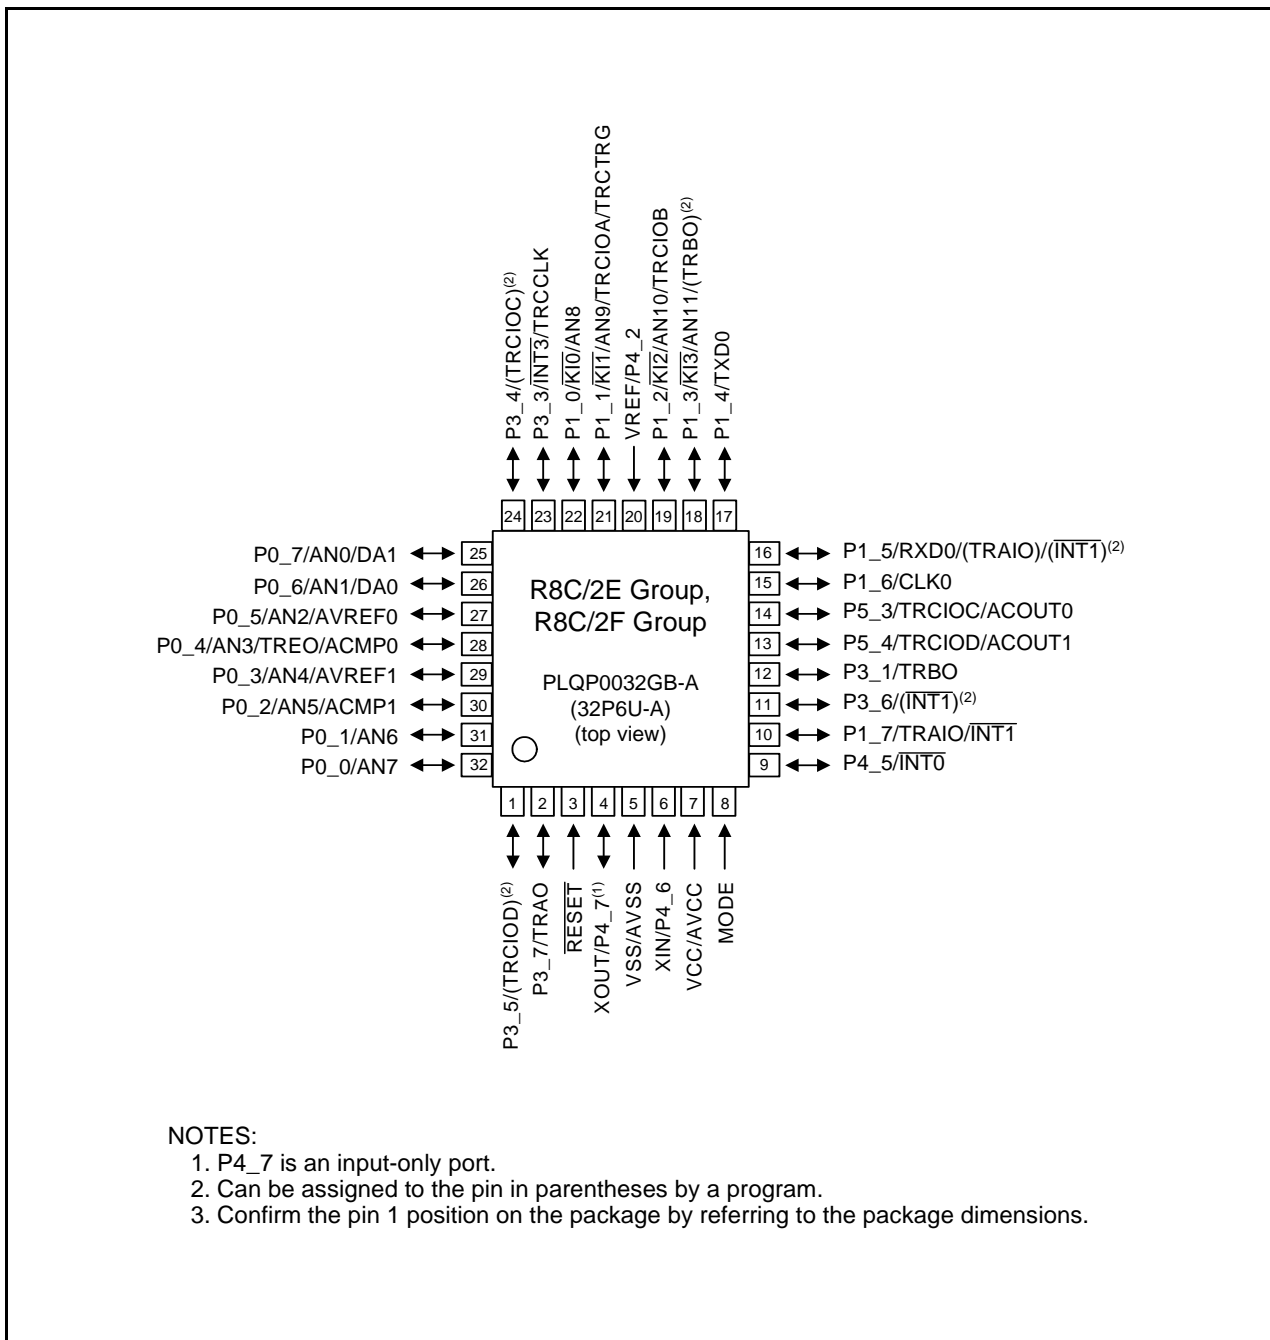 P3_4/(TRCIOC)(2)
P3_3/INT3/TRCCLK
P1_0/KI0/AN8
P1_1/KI1/AN9/TRCIOA/TRCTRG
VREF/P4_2
P1_2/KI2/AN10/TRCIOB
P1_3/KI3/AN11/(TRBO)(2)
P1_4/TXD0
24 23 22 21 20 19 18 17
P0_7/AN0/DA1 25
P0_6/AN1/DA0 26
P0_5/AN2/AVREF0 27
P0_4/AN3/TREO/ACMP0 28
P0_3/AN4/AVREF1 29
P0_2/AN5/ACMP1 30
P0_1/AN6 31
P0_0/AN7 32
R8C/2E Group,
R8C/2F Group
PLQP0032GB-A
(32P6U-A)
(top view)
16 P1_5/RXD0/(TRAIO)/(INT1)(2)
15 P1_6/CLK0
14 P5_3/TRCIOC/ACOUT0
13 P5_4/TRCIOD/ACOUT1
12 P3_1/TRBO
11 P3_6/(INT1)(2)
10 P1_7/TRAIO/INT1
9 P4_5/INT0
1 2 3 4 5 6 7 8
P3_5/(TRCIOD)(2)
P3_7/TRAO
RESET
XOUT/P4_7(1)
VSS/AVSS
XIN/P4_6
VCC/AVCC
MODE
NOTES:
1. P4_7 is an input-only port.
2. Can be assigned to the pin in parentheses by a program.
3. Confirm the pin 1 position on the package by referring to the package dimensions.